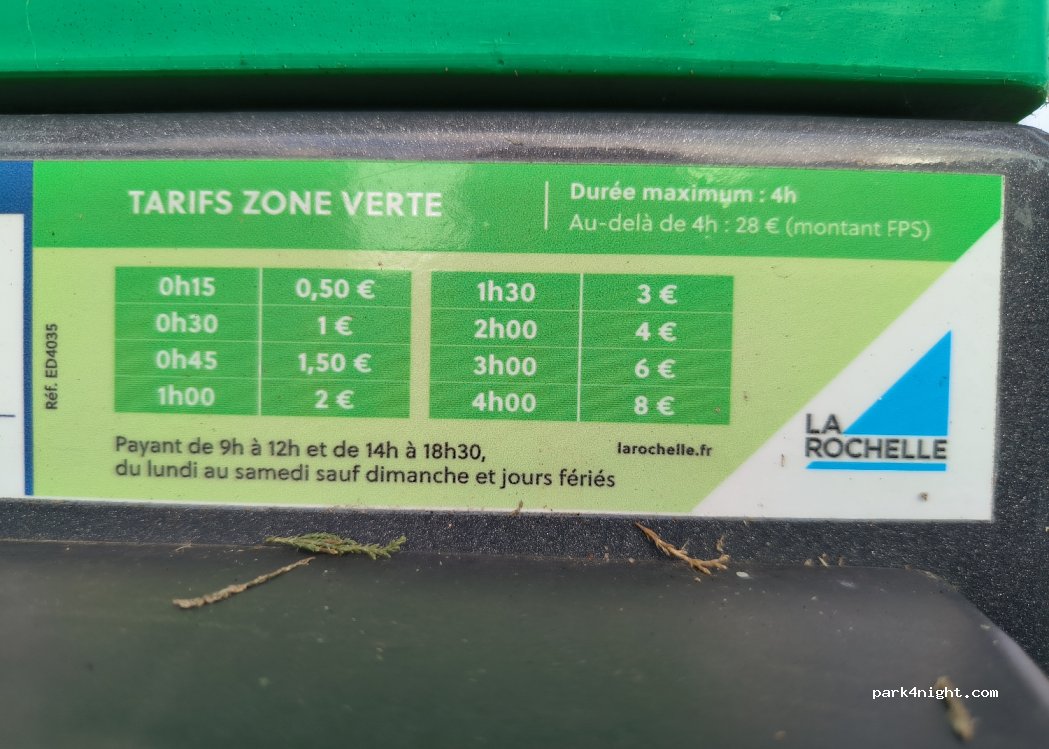 TARIFS ZONE VERTE
Durée maximum : 4h
Au-delà de 4h : 28 € (montant FPS)
0h15 0,50 €
0h30 1 €
0h45 1,50 €
1h00 2 €
1h30 3 €
2h00 4 €
3h00 6 €
4h00 8 €
Réf. ED4035
Payant de 9h à 12h et de 14h à 18h30,
du lundi au samedi sauf dimanche et jours fériés
larochelle.fr
LA
ROCHELLE
park4night.com